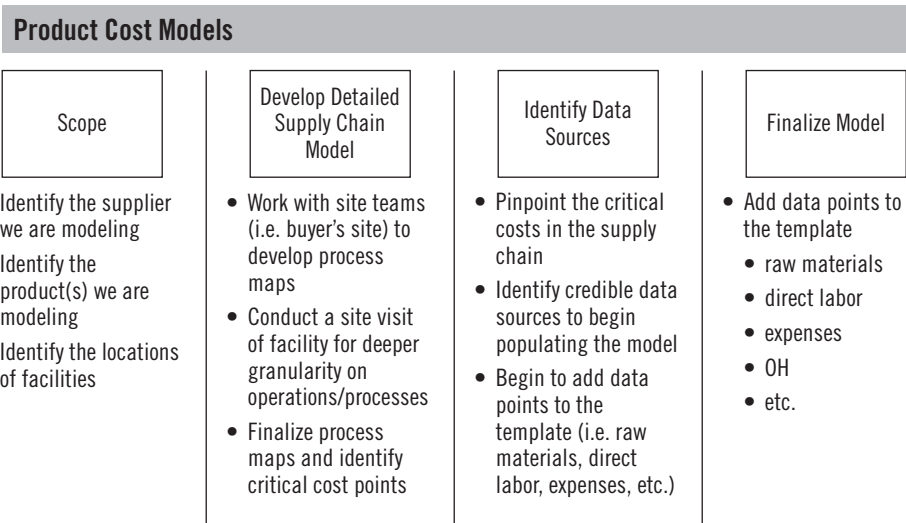 Product Cost Models
Scope
Identify the supplier
we are modeling
Identify the
product(s) we are
modeling
Identify the locations
of facilities
Develop Detailed
Supply Chain
Model
• Work with site teams
(i.e. buyer's site) to
develop process
maps
• Conduct a site visit
of facility for deeper
granularity on
operations/processes
• Finalize process
maps and identify
critical cost points
Identify Data
Sources
• Pinpoint the critical
costs in the supply
chain
• Identify credible data
sources to begin
populating the model
• Begin to add data
points to the
template (i.e. raw
materials, direct
labor, expenses, etc.)
Finalize Model
• Add data points to
the template
• raw materials
• direct labor
• expenses
• OH
• etc.